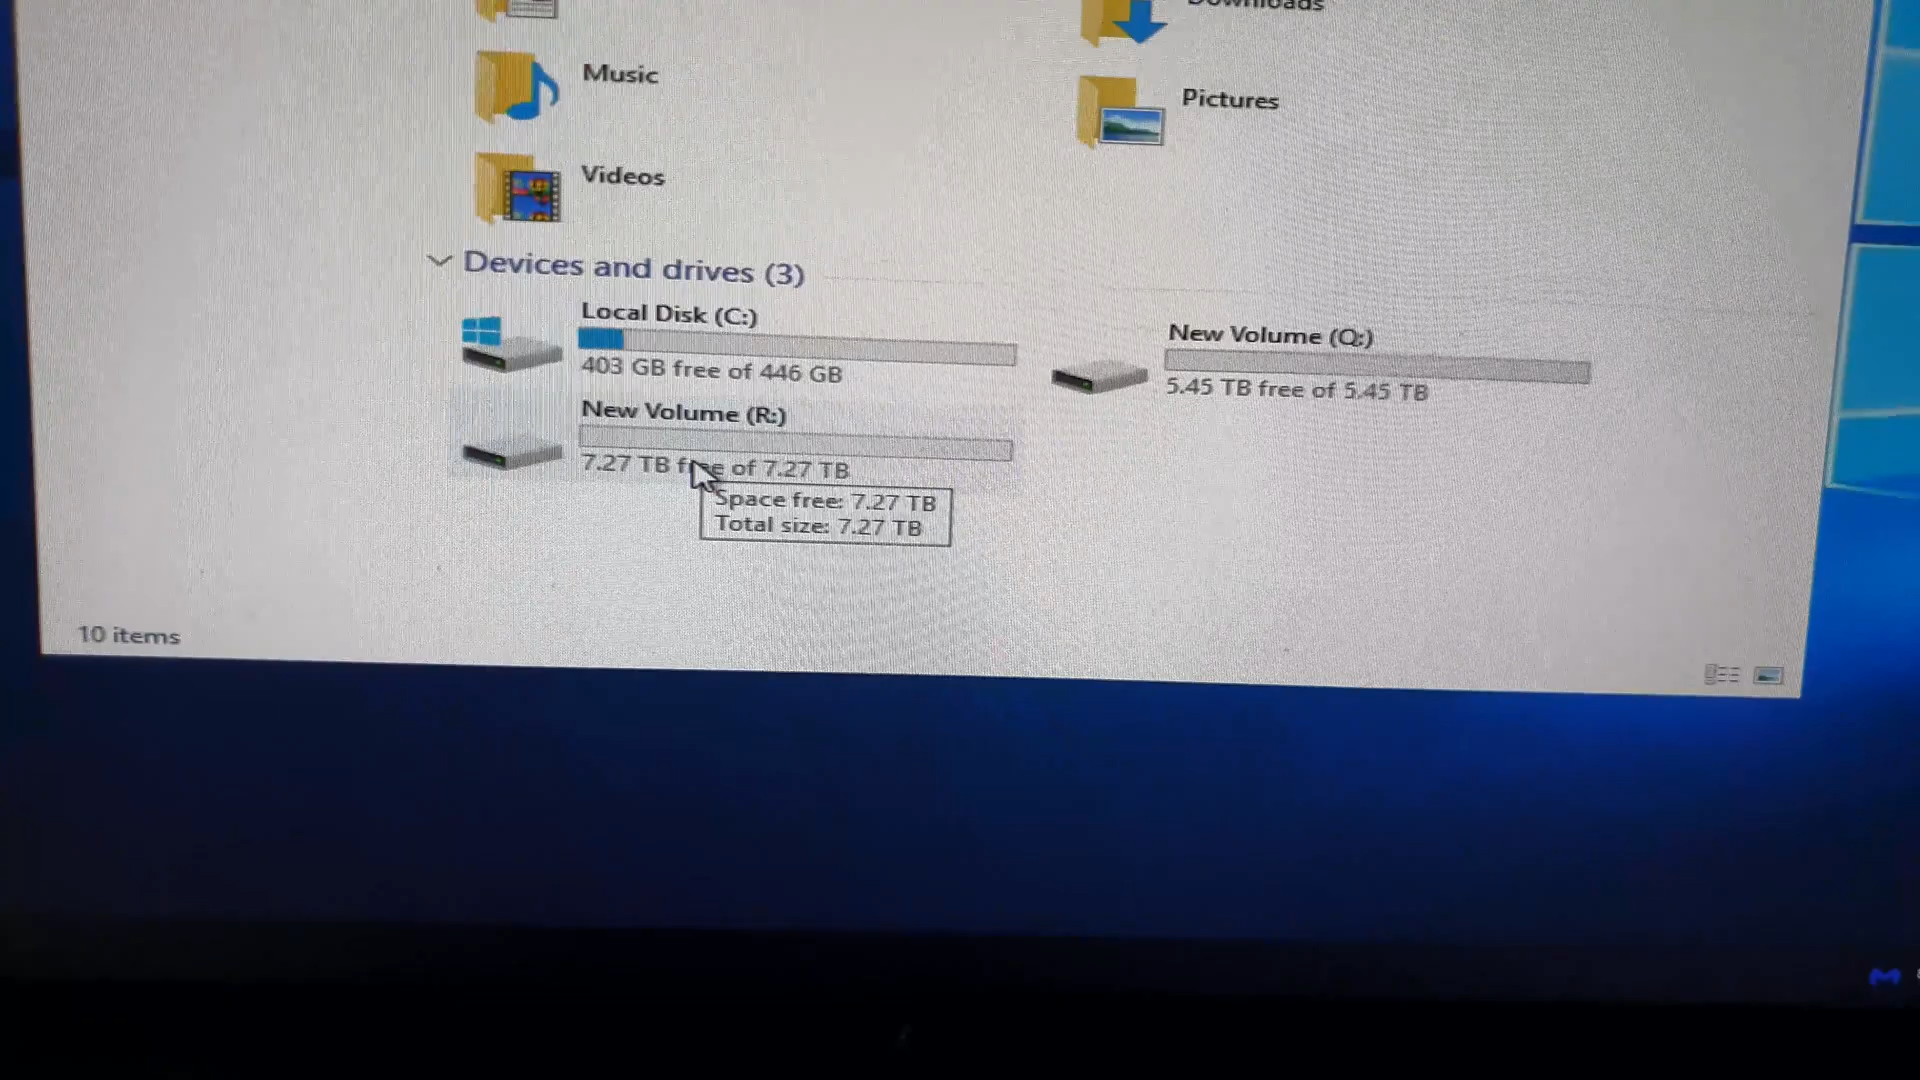 Downloads
Music
Pictures
Videos
Devices and drives (3)
Local Disk (C:)
403 GB free of 446 GB
New Volume (Q:)
5.45 TB free of 5.45 TB
New Volume (R:)
7.27 TB free of 7.27 TB
Space free: 7.27 TB
Total size: 7.27 TB
10 items